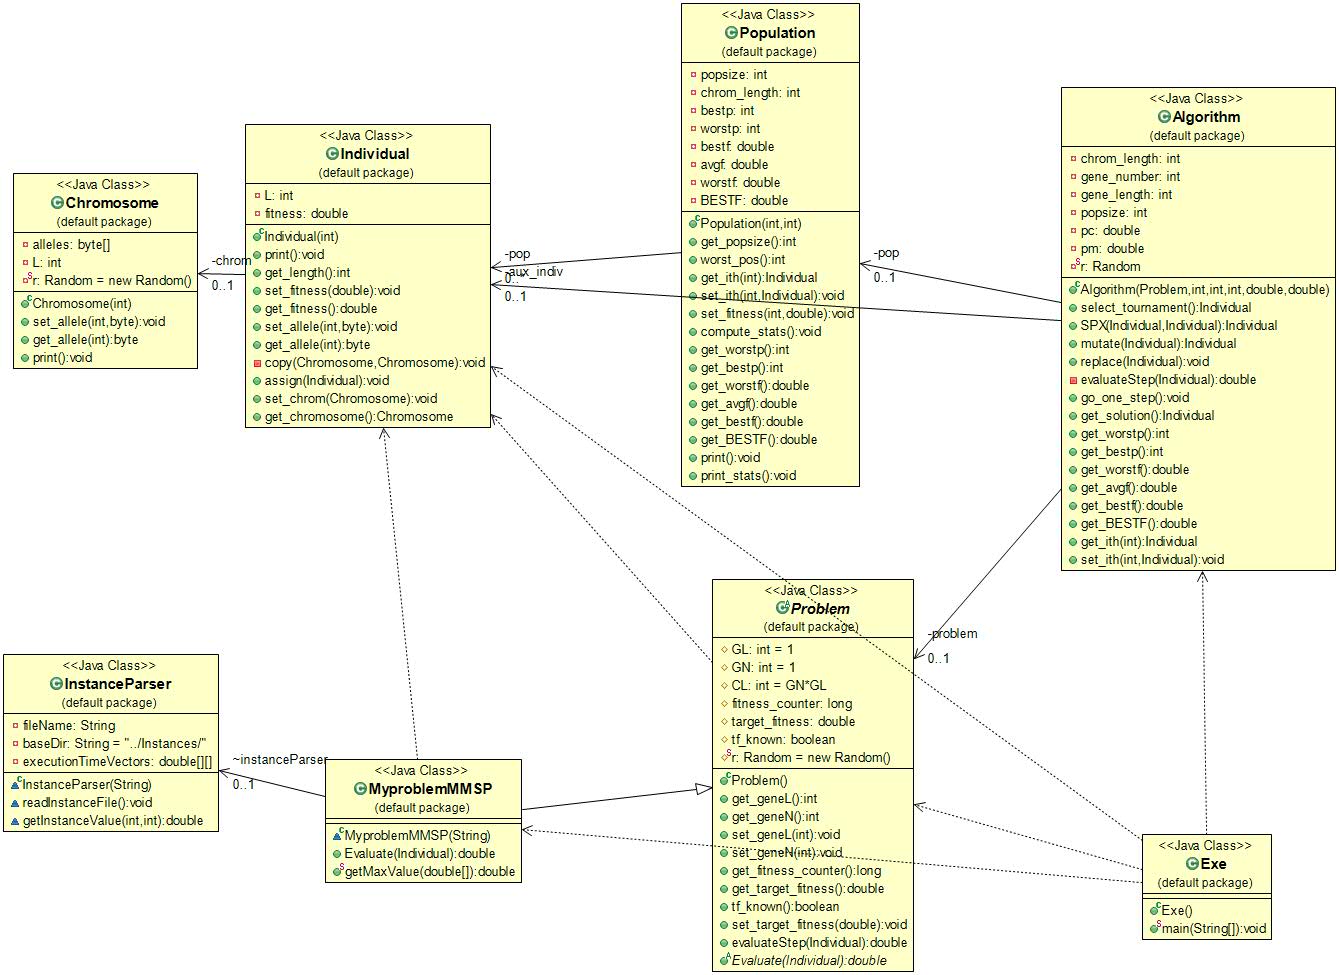 <<Java Class>>
Population
(default package)
popsize: int
chrom_length: int
bestp: int
worstp: int
bestf: double
avgf: double
worstf: double
BESTF: double
Population(int,int)
get_popsize():int
worst_pos():int
get_ith(int):Individual
set_ith(int,Individual):void
set_fitness(int,double):void
compute_stats():void
get_worstp():int
get_bestp():int
get_worstf():double
get_avgf():double
get_bestf():double
get_BESTF():double
print():void
print_stats():void
<<Java Class>>
Algorithm
(default package)
chrom_length: int
gene_number: int
gene_length: int
popsize: int
pc: double
pm: double
r: Random
Algorithm(Problem,int,int,int,double,double)
select_tournament():Individual
SPX(Individual,Individual):Individual
mutate(Individual):Individual
replace(Individual):void
evaluateStep(Individual):double
go_one_step():void
get_solution():Individual
get_worstp():int
get_bestp():int
get_worstf():double
get_avgf():double
get_bestf():double
get_BESTF():double
get_ith(int):Individual
set_ith(int,Individual):void
<<Java Class>>
Individual
(default package)
L: int
fitness: double
Individual(int)
print():void
get_length():int
set_fitness(double):void
get_fitness():double
set_allele(int,byte):void
get_allele(int):byte
copy(Chromosome,Chromosome):void
assign(Individual):void
set_chrom(Chromosome):void
get_chromosome():Chromosome
<<Java Class>>
Chromosome
(default package)
alleles: byte[]
L: int
r: Random = new Random()
Chromosome(int)
set_allele(int,byte):void
get_allele(int):byte
print():void
-chrom
0..1
-pop
-aux_indiv
0..1
-pop
0..1
<<Java Class>>
Problem
(default package)
GL: int = 1
GN: int = 1
CL: int = GN*GL
fitness_counter: long
target_fitness: double
tf_known: boolean
r: Random = new Random()
Problem()
get_geneL():int
get_geneN():int
set_geneL(int):void
set_geneN(int):void
get_fitness_counter():long
get_target_fitness():double
tf_known():boolean
set_target_fitness(double):void
evaluateStep(Individual):double
Evaluate(Individual):double
-problem
0..1
<<Java Class>>
InstanceParser
(default package)
fileName: String
baseDir: String = "../Instances/"
executionTimeVectors: double[][]
InstanceParser(String)
readInstanceFile():void
getInstanceValue(int,int):double
~instanceParser
0..1
<<Java Class>>
MyproblemMMSP
(default package)
MyproblemMMSP(String)
Evaluate(Individual):double
getMaxValue(double[]):double
<<Java Class>>
Exe
(default package)
Exe()
main(String[]):void